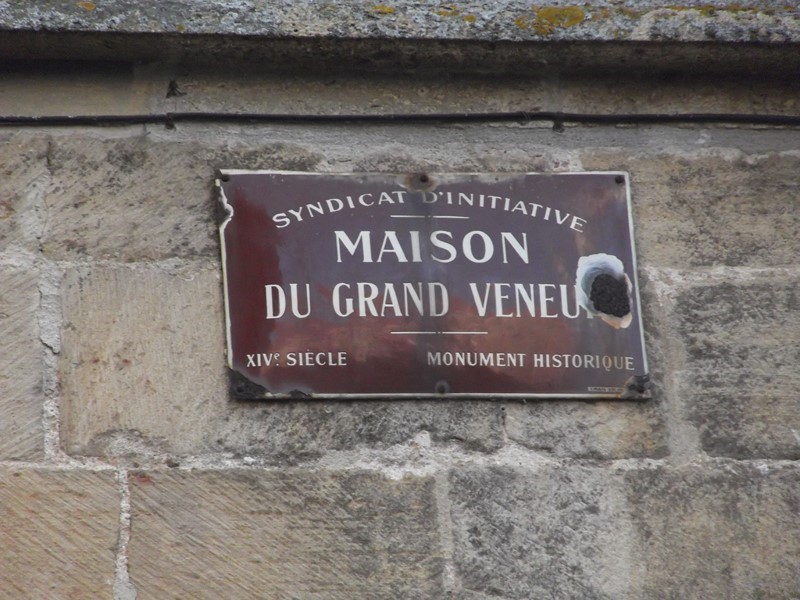 SYNDICAT D'INITIATIVE
MAISON
DU GRAND VENEU
XIVe SIÈCLE MONUMENT HISTORIQUE